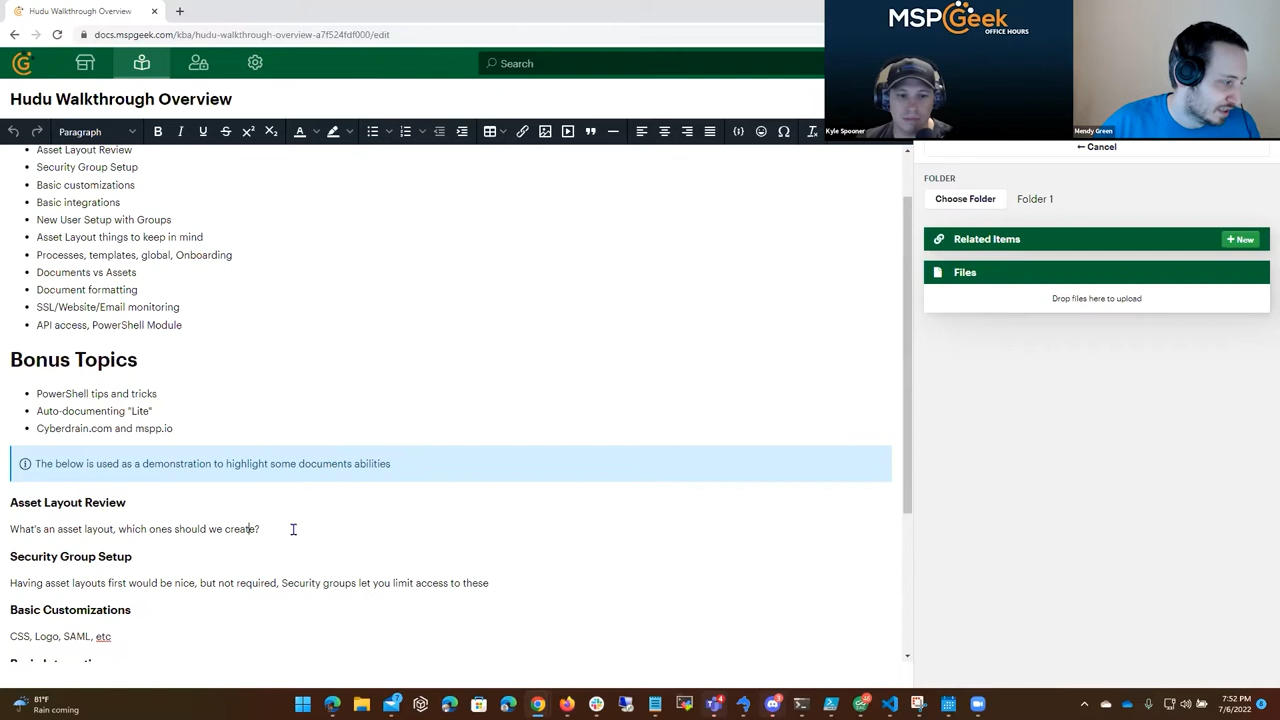 Hudu Walkthrough Overview
docs.mspgeek.com/kba/hudu-walkthrough-overview-a7f524fdf000/edit
MSPGeek
OFFICE HOURS
Search
Kyle Spooner
Mendy Green
Hudu Walkthrough Overview
Paragraph
← Cancel
Asset Layout Review
Security Group Setup
Basic customizations
Basic integrations
New User Setup with Groups
Asset Layout things to keep in mind
Processes, templates, global, Onboarding
Documents vs Assets
Document formatting
SSL/Website/Email monitoring
API access, PowerShell Module
Bonus Topics
PowerShell tips and tricks
Auto-documenting "Lite"
Cyberdrain.com and mspp.io
The below is used as a demonstration to highlight some documents abilities
Asset Layout Review
What's an asset layout, which ones should we create?
Security Group Setup
Having asset layouts first would be nice, but not required, Security groups let you limit access to these
Basic Customizations
CSS, Logo, SAML, etc
FOLDER
Choose Folder Folder 1
Related Items + New
Files
Drop files here to upload
81°F
Rain coming
7:52 PM
7/6/2022